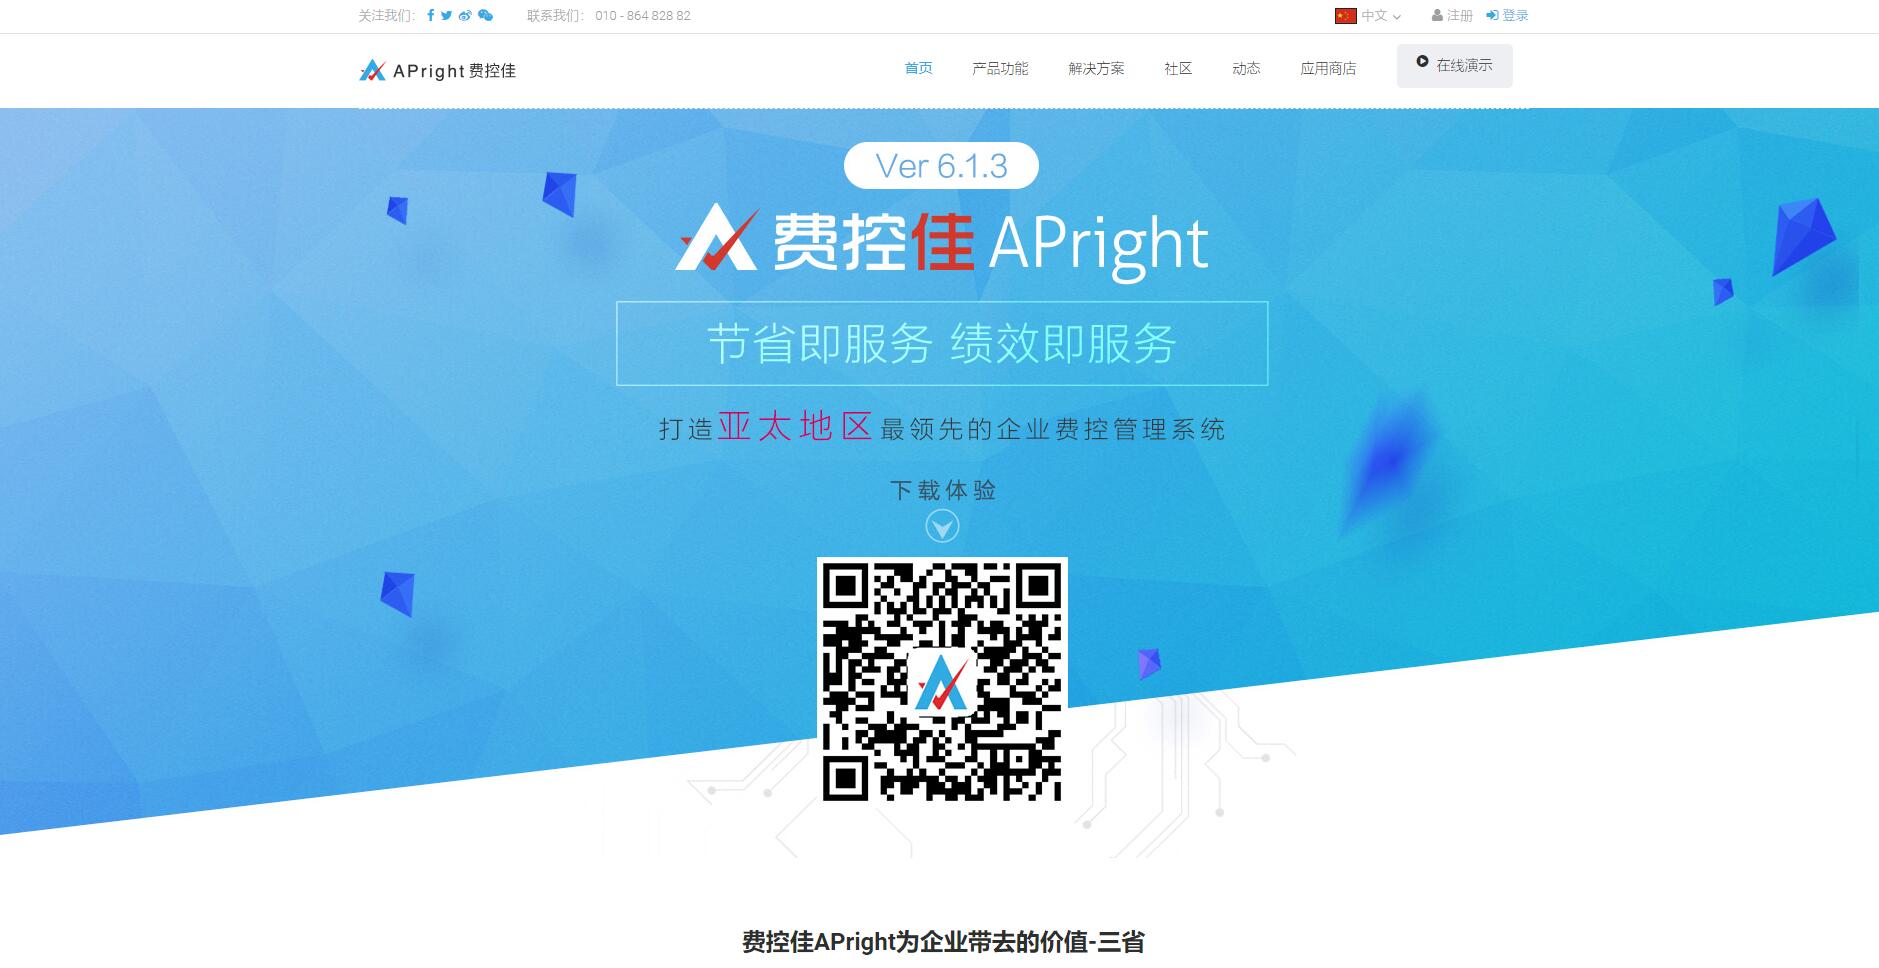 关注我们：
联系我们： 010 - 864 828 82
中文
注册
登录
APright 费控佳
首页
产品功能
解决方案
社区
动态
应用商店
在线演示
Ver 6.1.3
费控佳 APright
节省即服务 绩效即服务
打造亚太地区最领先的企业费控管理系统
下载体验
费控佳APright为企业带去的价值-三省